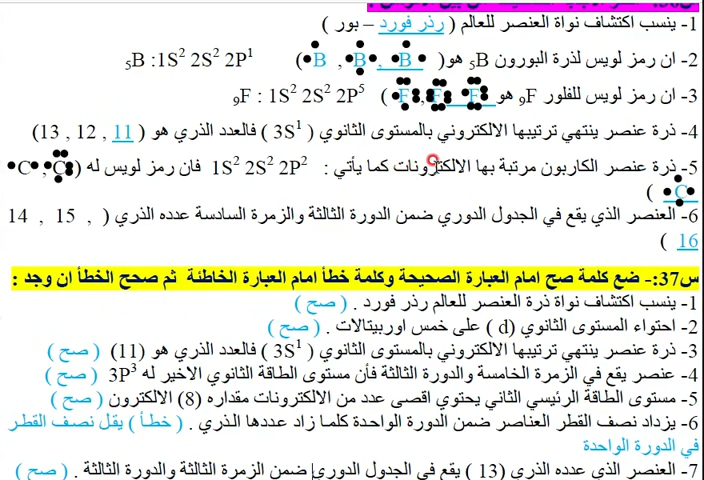 1- ينسب اكتشاف نواة العنصر للعالم ( رذر فورد – بور )
2- ان رمز لويس لذرة البورون ₅B هو( B , B , B ) ₅B :1S² 2S² 2P¹
3- ان رمز لويس للفلور ₉F هو ( F , F , F ) ₉F : 1S² 2S² 2P⁵
4- ذرة عنصر ينتهي ترتيبها الالكتروني بالمستوى الثانوي ( 3S¹ ) فالعدد الذري هو ( 11 , 12 , 13)
5- ذرة عنصر الكاربون مرتبة بها الالكترونات كما يأتي : 1S² 2S² 2P² فان رمز لويس له ( C , C ,
C )
6- العنصر الذي يقع في الجدول الدوري ضمن الدورة الثالثة والزمرة السادسة عدده الذري ( , 15 , 14
16 )
س37:- ضع كلمة صح امام العبارة الصحيحة وكلمة خطأ امام العبارة الخاطئة ثم صحح الخطأ ان وجد :
1- ينسب اكتشاف نواة ذرة العنصر للعالم رذر فورد . ( صح )
2- احتواء المستوى الثانوي ( d ) على خمس اوربيتالات . ( صح )
3- ذرة عنصر ينتهي ترتيبها الالكتروني بالمستوى الثانوي ( 3S¹ ) فالعدد الذري هو (11) ( صح )
4- عنصر يقع في الزمرة الخامسة والدورة الثالثة فأن مستوى الطاقة الثانوي الاخير له 3P³ ( صح )
5- مستوى الطاقة الرئيسي الثاني يحتوي اقصى عدد من الالكترونات مقداره (8) الالكترون ( صح )
6- يزداد نصف القطر العناصر ضمن الدورة الواحدة كلما زاد عددها الذري . ( خطأ ) يقل نصف القطر
في الدورة الواحدة
7- العنصر الذي عدده الذري ( 13 ) يقع في الجدول الدوري ضمن الزمرة الثالثة والدورة الثالثة . ( صح )